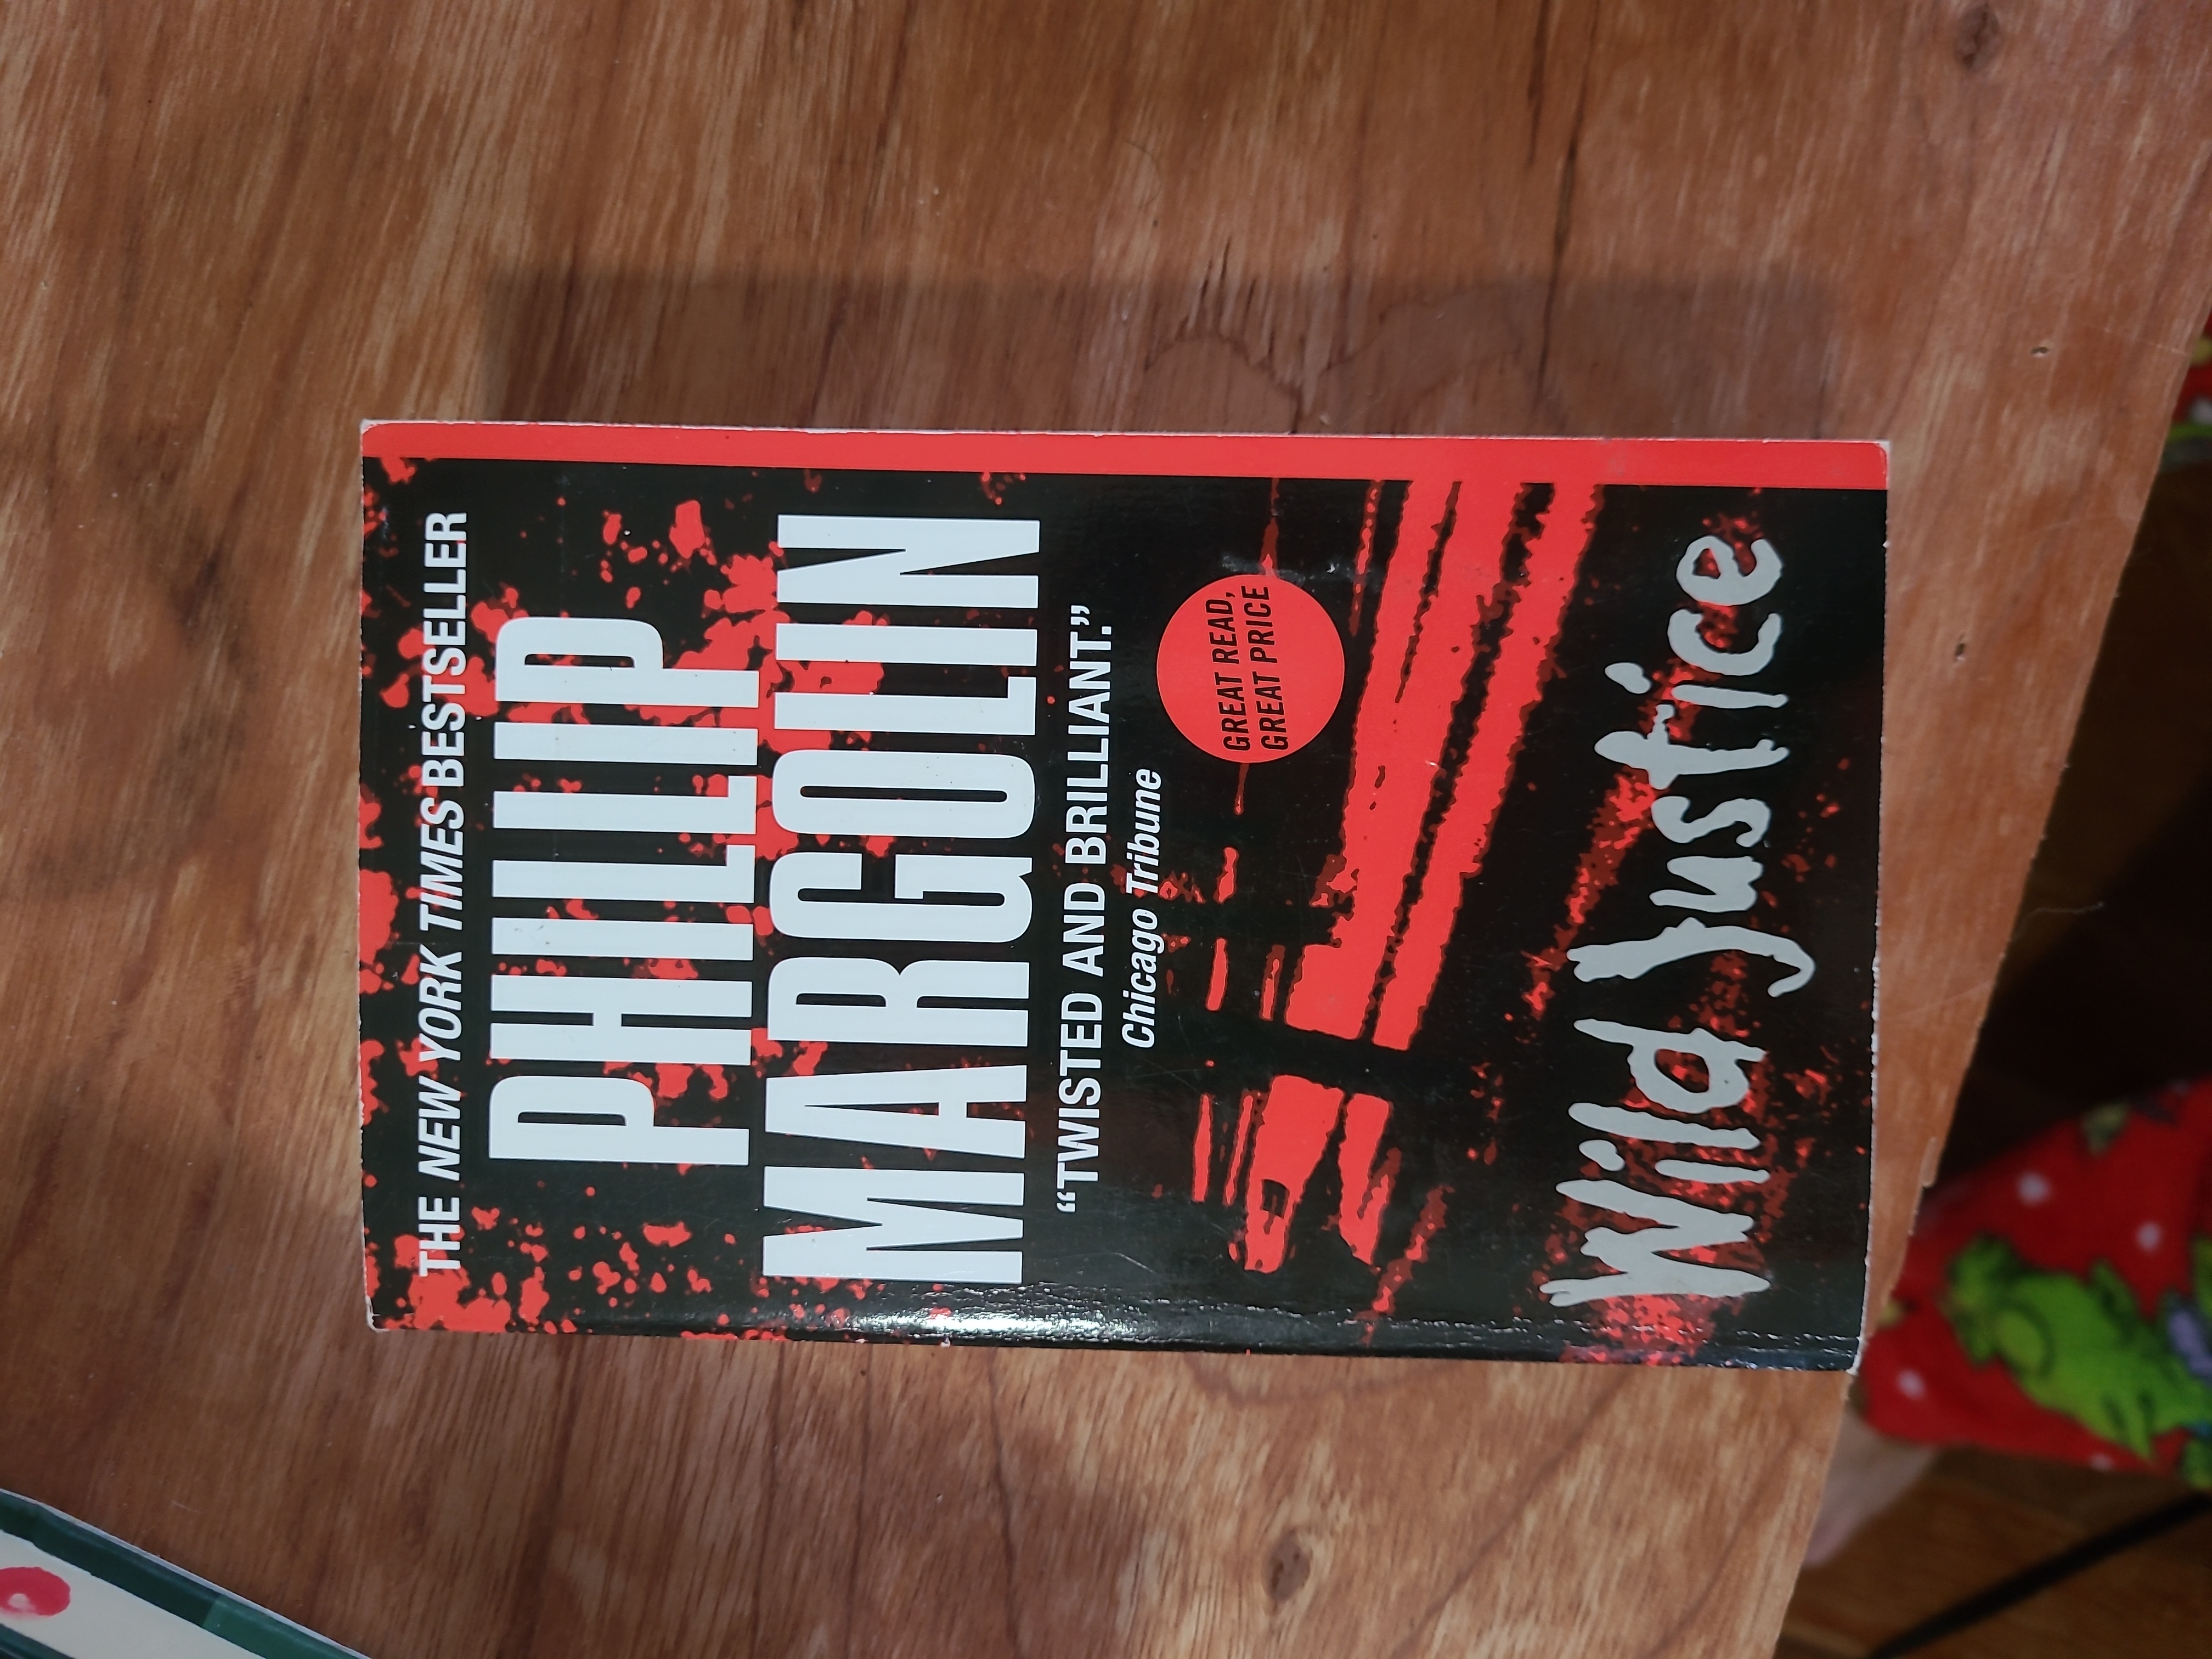 THE NEW YORK TIMES BESTSELLER
PHILLIP
MARGOLIN
“TWISTED AND BRILLIANT.”
Chicago Tribune
GREAT READ,
GREAT PRICE
Wild Justice